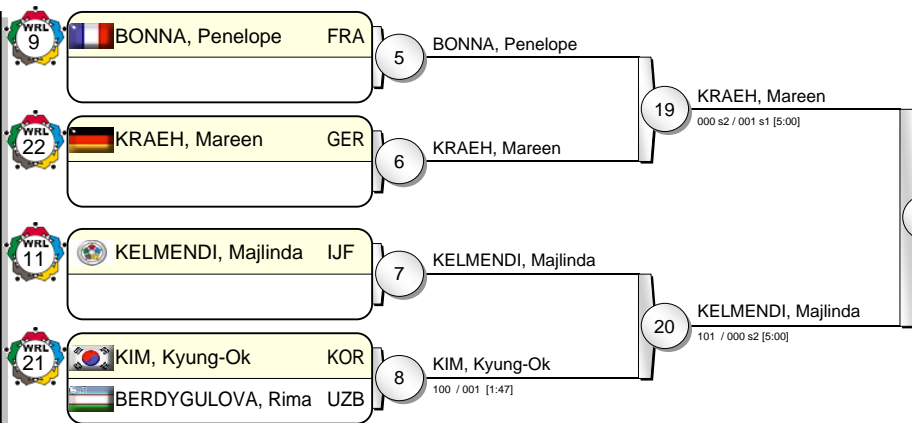 WRL
9
BONNA, Penelope FRA
5
BONNA, Penelope
WRL
22
KRAEH, Mareen GER
6
KRAEH, Mareen
19
KRAEH, Mareen
000 s2 / 001 s1 [5:00]
WRL
11
KELMENDI, Majlinda IJF
7
KELMENDI, Majlinda
WRL
21
KIM, Kyung-Ok KOR
BERDYGULOVA, Rima UZB
8
KIM, Kyung-Ok
100 / 001 [1:47]
20
KELMENDI, Majlinda
101 / 000 s2 [5:00]